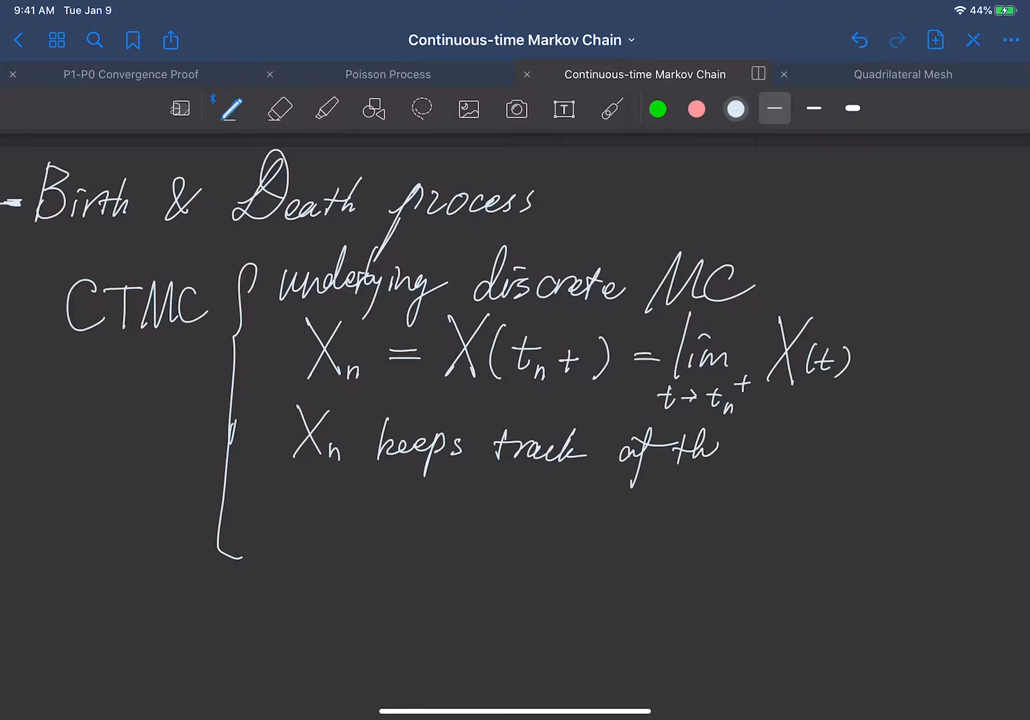 9:41 AM Tue Jan 9
44%
Continuous-time Markov Chain
P1-P0 Convergence Proof
Poisson Process
Continuous-time Markov Chain
Quadrilateral Mesh
- Birth & Death process
CTMC { underlying discrete MC
Xₙ = X(tₙ+) = lim X(t)
t→tₙ⁺
Xₙ keeps track of th